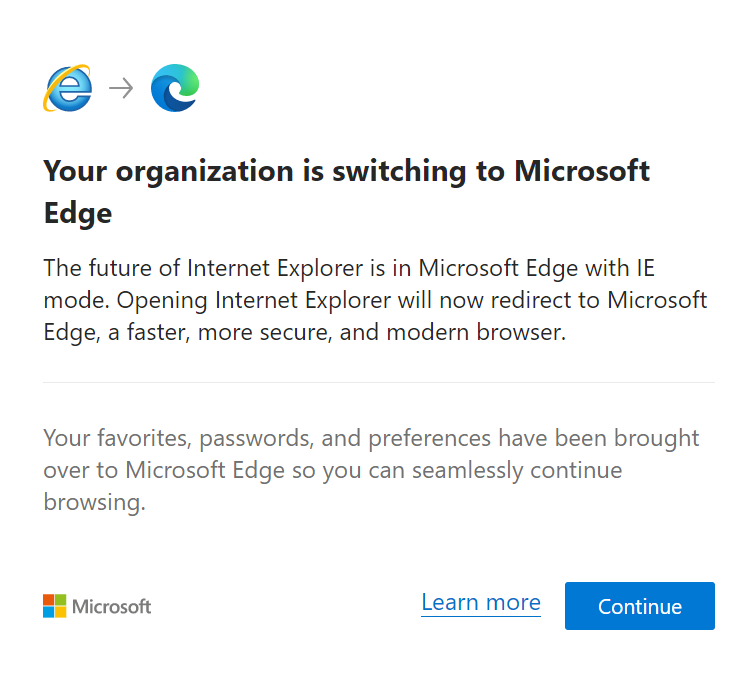 Your organization is switching to Microsoft
Edge
The future of Internet Explorer is in Microsoft Edge with IE
mode. Opening Internet Explorer will now redirect to Microsoft
Edge, a faster, more secure, and modern browser.
Your favorites, passwords, and preferences have been brought
over to Microsoft Edge so you can seamlessly continue
browsing.
Microsoft
Learn more
Continue